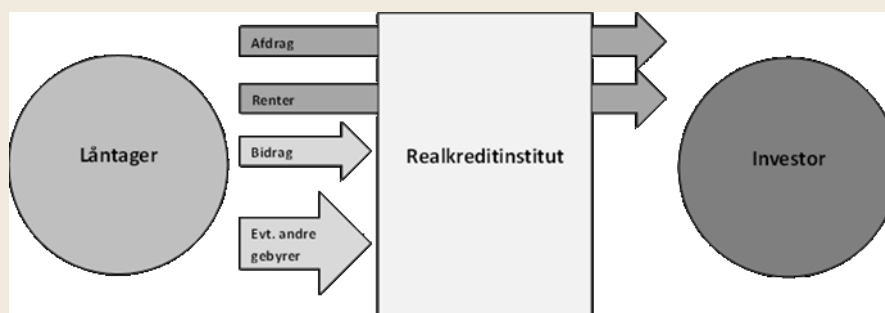 Afdrag
Renter
Låntager
Bidrag
Realkreditinstitut
Investor
Evt. andre
gebyrer